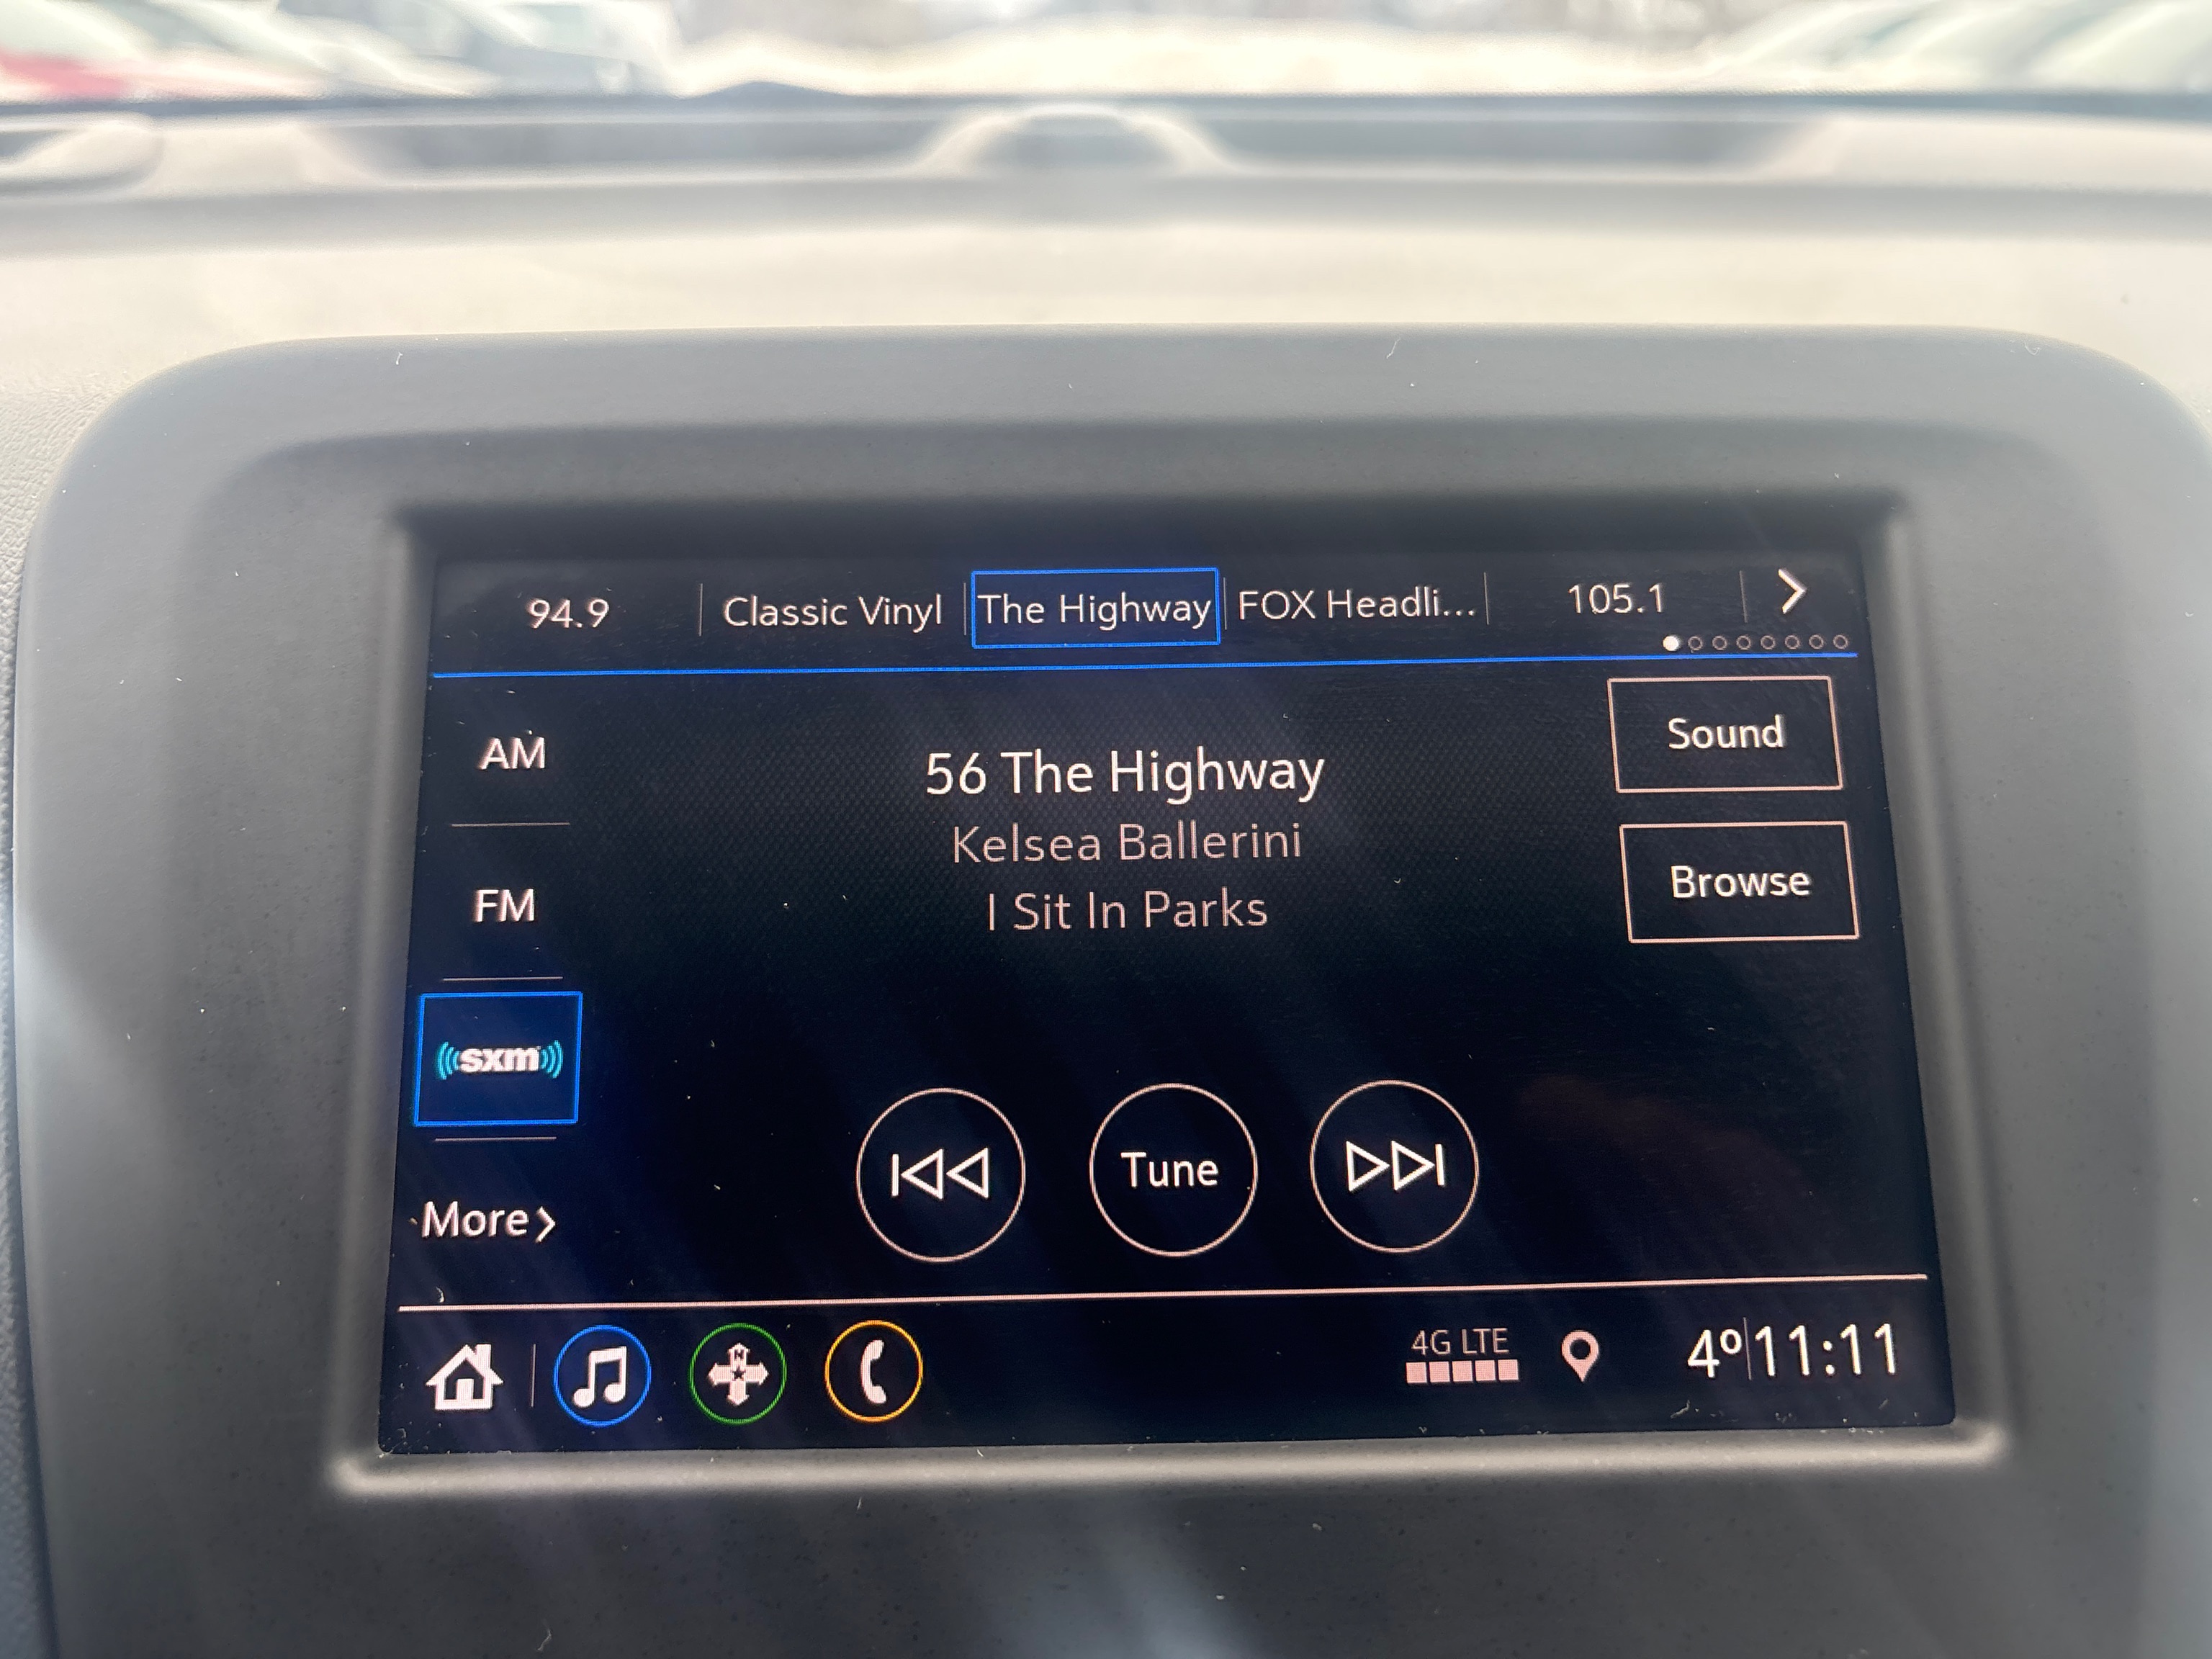 94.9 Classic Vinyl The Highway FOX Headli... 105.1
AM
Sound
56 The Highway
Kelsea Ballerini
Browse
FM
I Sit In Parks
sxm
Tune
More
4G LTE
N
4° 11:11